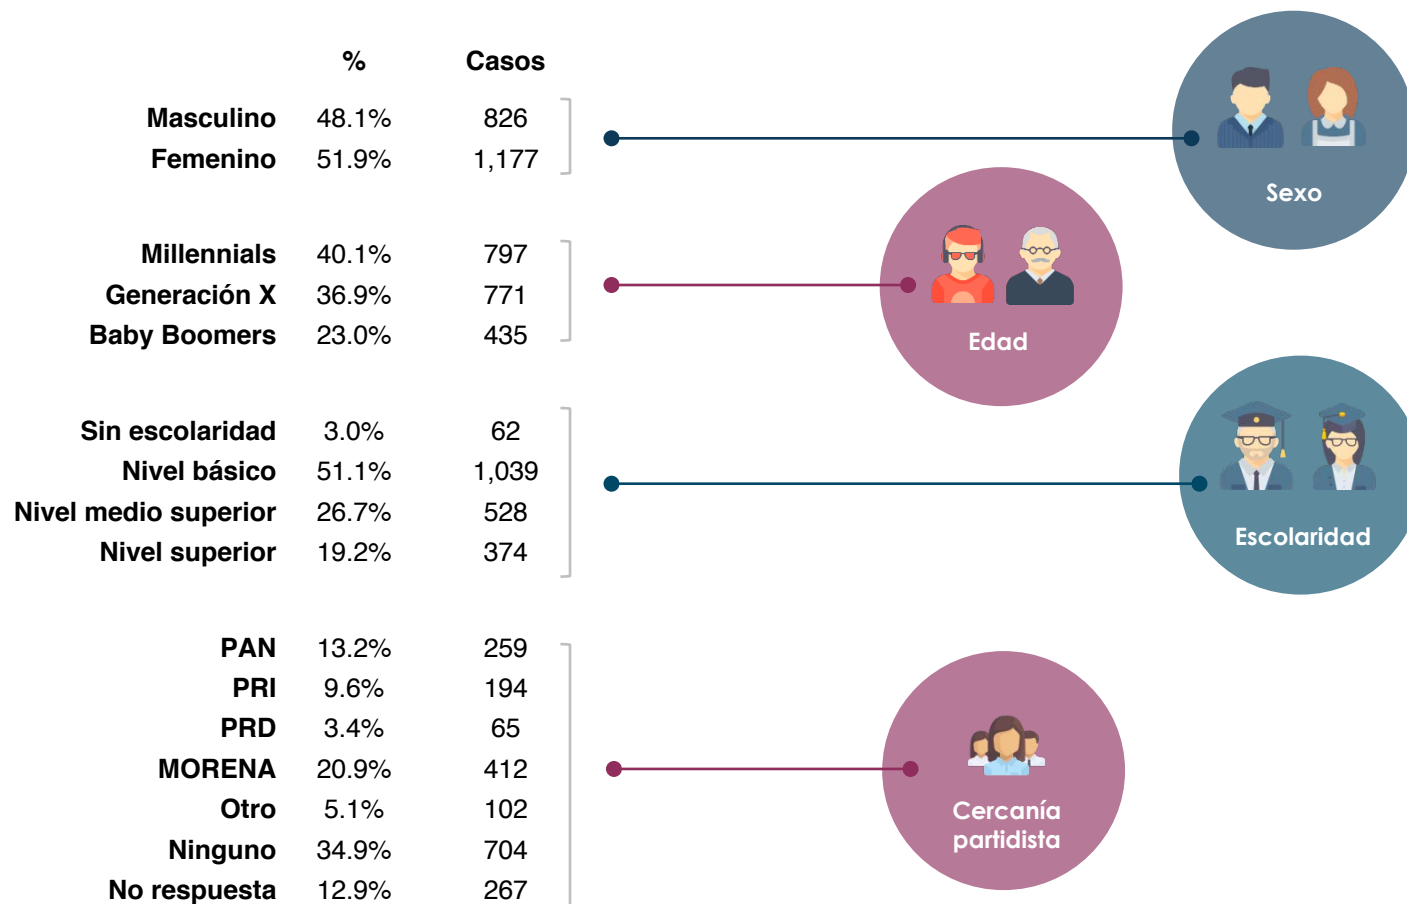 % Casos
Masculino 48.1% 826
Femenino 51.9% 1,177
Sexo
Millennials 40.1% 797
Generación X 36.9% 771
Baby Boomers 23.0% 435
Edad
Sin escolaridad 3.0% 62
Nivel básico 51.1% 1,039
Nivel medio superior 26.7% 528
Nivel superior 19.2% 374
Escolaridad
PAN 13.2% 259
PRI 9.6% 194
PRD 3.4% 65
MORENA 20.9% 412
Otro 5.1% 102
Ninguno 34.9% 704
No respuesta 12.9% 267
Cercanía
partidista